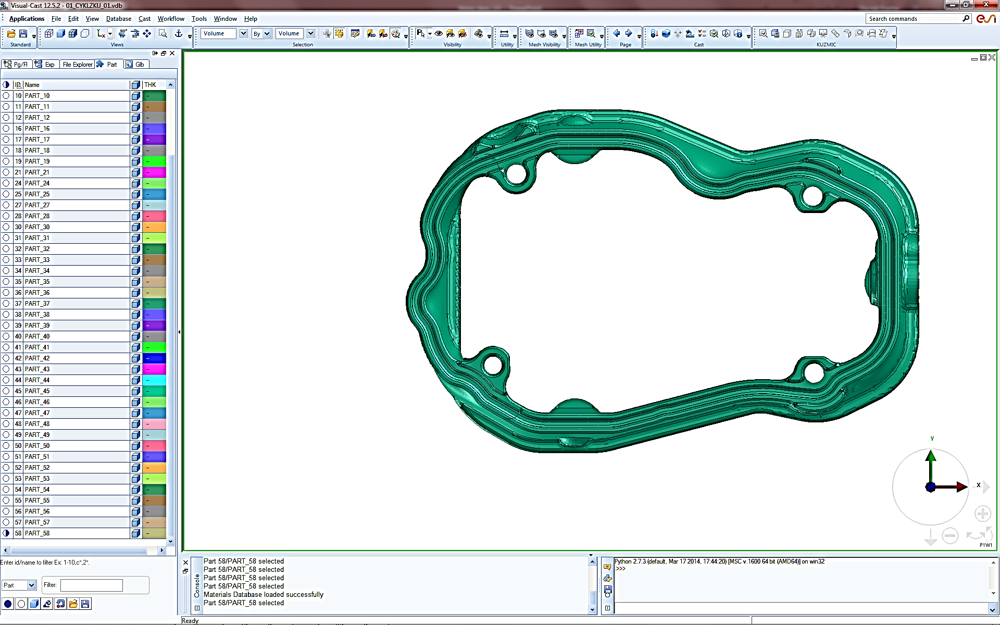 Visual-Cast 12.5.2 - 01_CYKLZKU_01.vdb
Applications File Edit View Database Cast Workflow Tools Window Help
Search commands
esi
Volume By Volume
Standard Views Selection Visibility Utility Mesh Visibility Mesh Utility Page Cast KUZMIC
Pg/Fl Exp File Explorer Part Glb
ID Name THK
10 PART_10 -
11 PART_11 -
12 PART_12 -
16 PART_16 -
17 PART_17 -
18 PART_18 -
19 PART_19 -
21 PART_21 -
24 PART_24 -
25 PART_25 -
27 PART_27 -
28 PART_28 -
30 PART_30 -
31 PART_31 -
32 PART_32 -
33 PART_33 -
34 PART_34 -
35 PART_35 -
36 PART_36 -
37 PART_37 -
38 PART_38 -
39 PART_39 -
40 PART_40 -
41 PART_41 -
42 PART_42 -
43 PART_43 -
44 PART_44 -
45 PART_45 -
46 PART_46 -
47 PART_47 -
48 PART_48 -
49 PART_49 -
50 PART_50 -
51 PART_51 -
52 PART_52 -
53 PART_53 -
54 PART_54 -
55 PART_55 -
56 PART_56 -
57 PART_57 -
58 PART_58 -
Enter id/name to filter Ex: 1-10,c*,2*.
Part Filter:
Y
X
P1W1
Console
Part 58/PART_58 selected
Part 58/PART_58 selected
Part 58/PART_58 selected
Part 58/PART_58 selected
Materials Database loaded successfully
Part 58/PART_58 selected
Python 2.7.3 (default, Mar 17 2014, 17:44:20) [MSC v.1600 64 bit (AMD64)] on win32
>>>
Ready